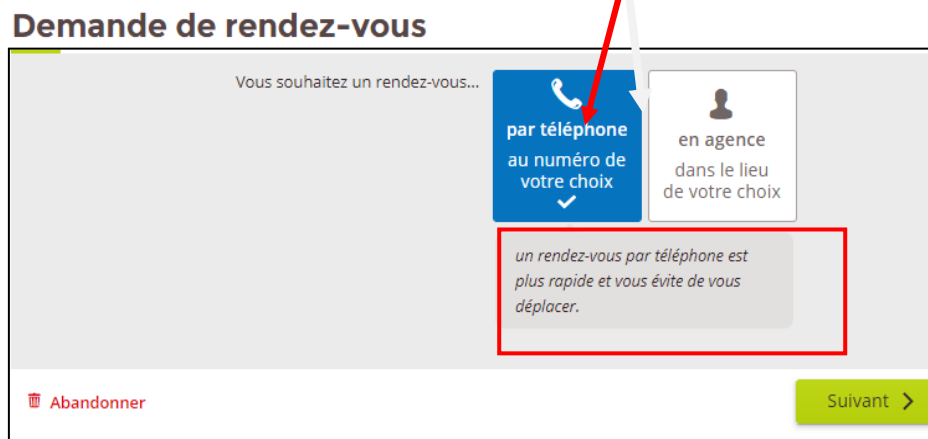 Demande de rendez-vous
Vous souhaitez un rendez-vous...
par téléphone
au numéro de
votre choix
en agence
dans le lieu
de votre choix
un rendez-vous par téléphone est
plus rapide et vous évite de vous
déplacer.
Abandonner
Suivant